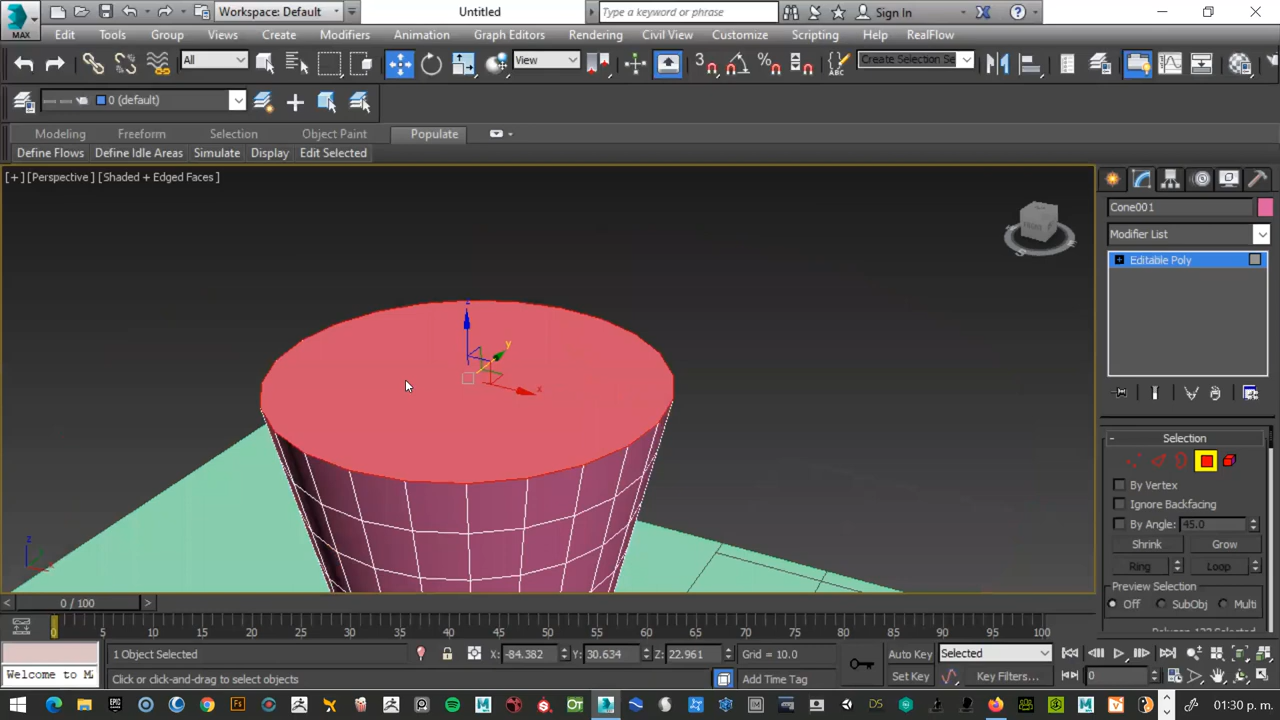 MAX
Workspace: Default
Untitled
Type a keyword or phrase
Sign In
Edit Tools Group Views Create Modifiers Animation Graph Editors Rendering Civil View Customize Scripting Help RealFlow
All
View
3
Create Selection Se
0 (default)
Modeling Freeform Selection Object Paint Populate
Define Flows Define Idle Areas Simulate Display Edit Selected
[+] [Perspective] [Shaded + Edged Faces]
FRONT
Cone001
Modifier List
Editable Poly
z
y
x
Selection
By Vertex
Ignore Backfacing
By Angle: 45.0
Shrink Grow
Ring Loop
Preview Selection
Off SubObj Multi
z
0 / 100
0 5 10 15 20 25 30 35 40 45 50 55 60 65 70 75 80 85 90 95 100
1 Object Selected
X: -84.382 Y: 30.634 Z: 22.961 Grid = 10.0
Auto Key Selected
Welcome to M
Click or click-and-drag to select objects
Add Time Tag
Set Key Key Filters... 0
01:30 p. m.